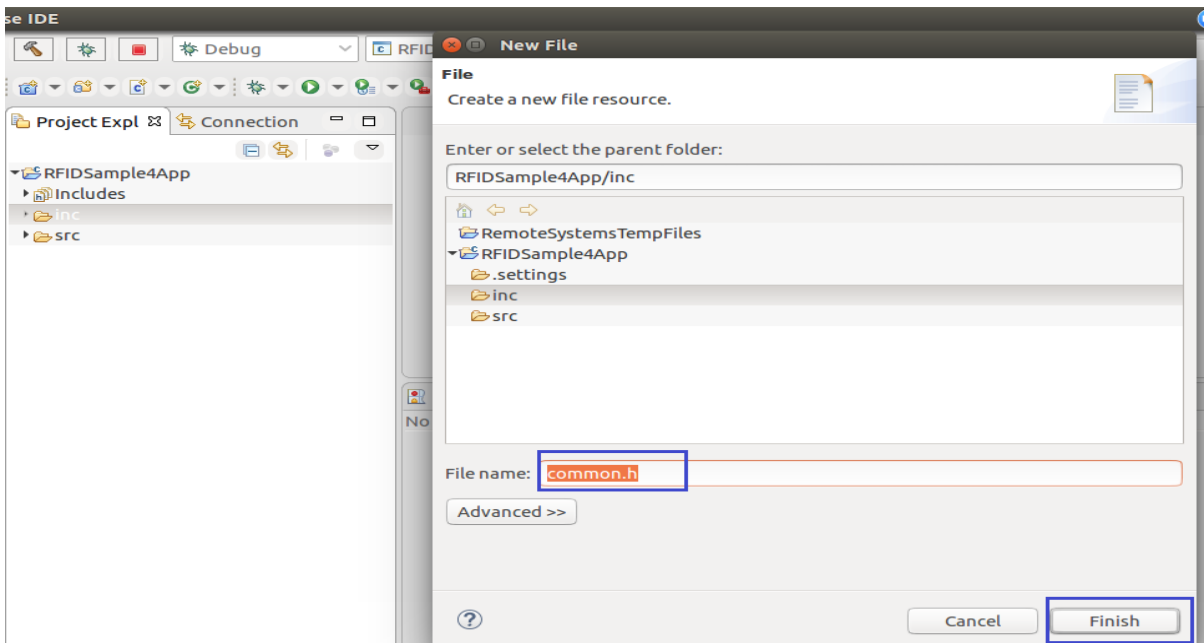 se IDE
Debug
RFID
Project Expl
Connection
RFIDSample4App
Includes
inc
src
No
New File
File
Create a new file resource.
Enter or select the parent folder:
RFIDSample4App/inc
RemoteSystemsTempFiles
RFIDSample4App
.settings
inc
src
File name: common.h
Advanced >>
Cancel
Finish